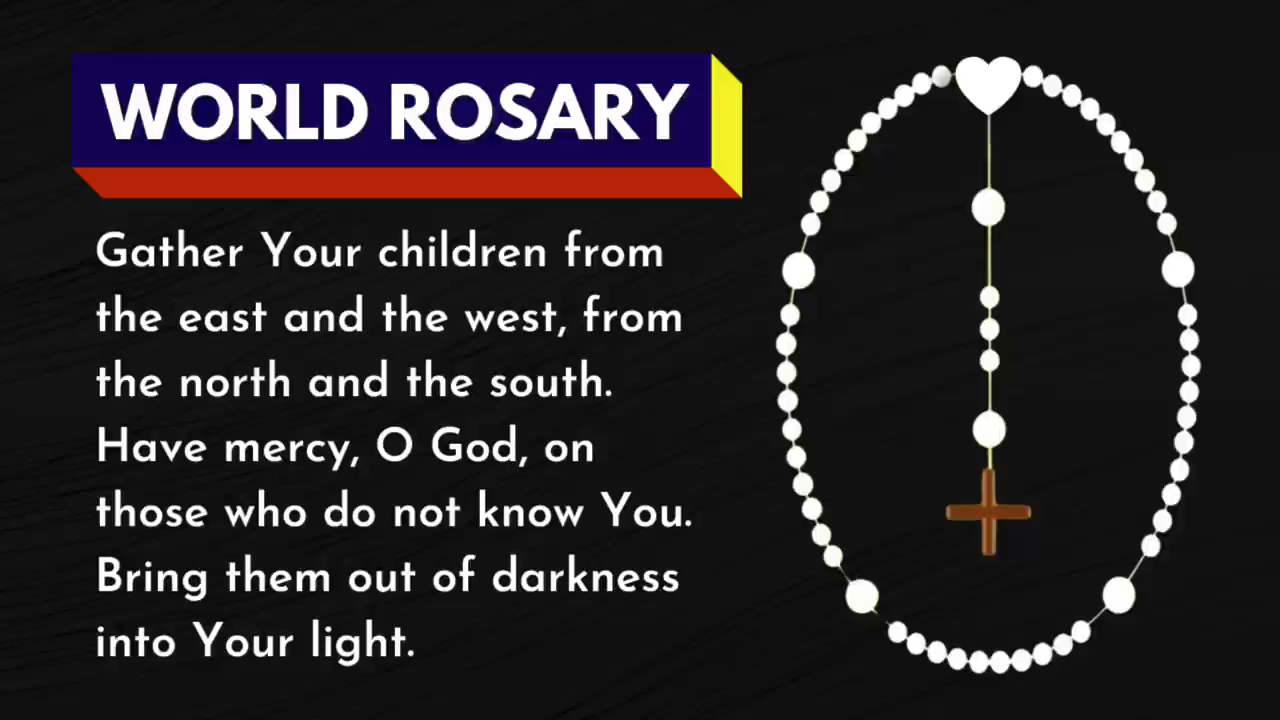 WORLD ROSARY
Gather Your children from
the east and the west, from
the north and the south.
Have mercy, O God, on
those who do not know You.
Bring them out of darkness
into Your light.